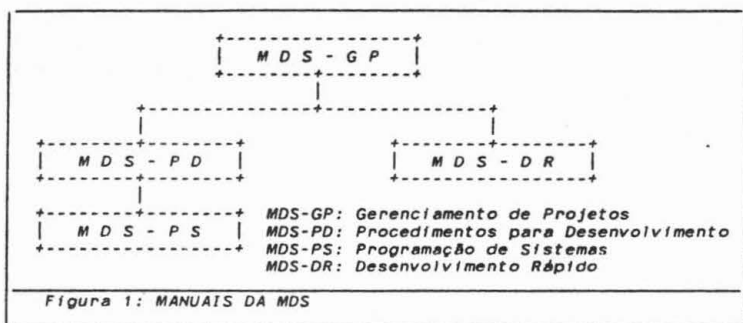 M D S - G P
M D S - P D
M D S - D R
M D S - P S
MDS-GP: Gerenciamento de Projetos
MDS-PD: Procedimentos para Desenvolvimento
MDS-PS: Programação de Sistemas
MDS-DR: Desenvolvimento Rápido
Figura 1: MANUAIS DA MDS